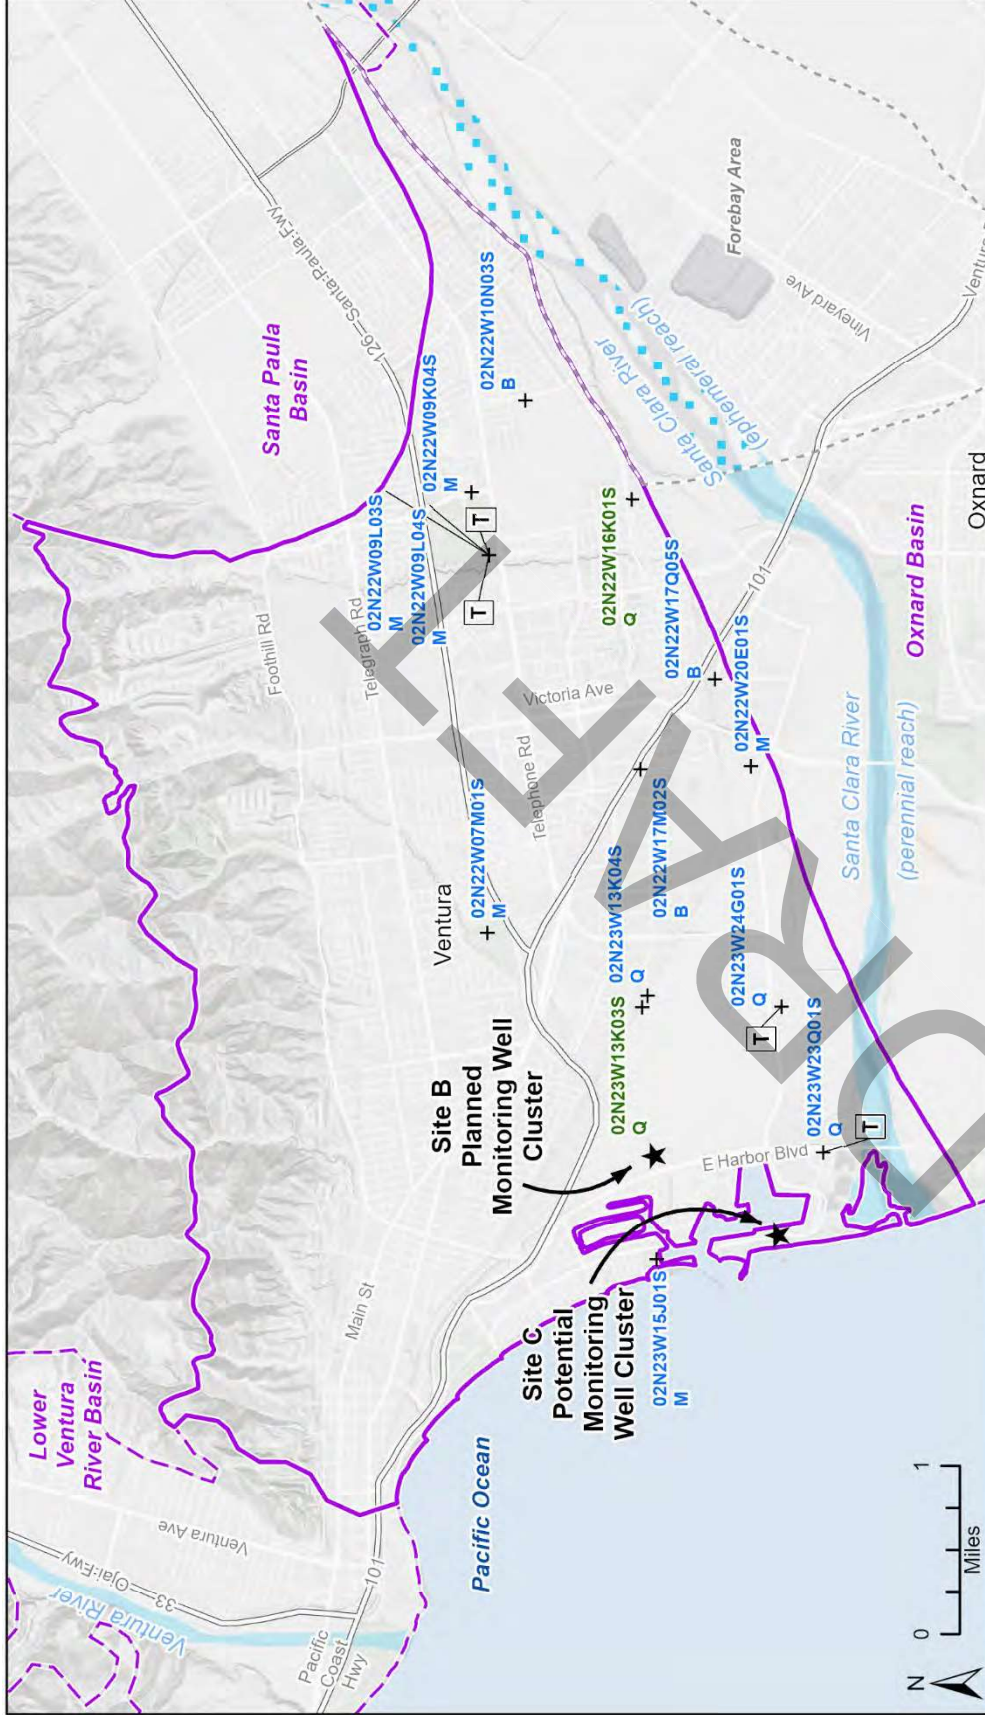 Lower
Ventura
River Basin
Ventura River
33-Ojai-Fwy
Ventura Ave
Pacific
Coast
Hwy
101
Main St
Pacific Ocean
Santa Paula
Basin
126-Santa-Paula-Fwy
Foothill Rd
Telegraph Rd
02N22W09L03S
M
02N22W09L04S
M
02N22W09K04S
M
T
T
02N22W10N03S
B
Ventura
02N22W07M01S
M
Telephone Rd
Victoria Ave
Site B
Planned
Monitoring Well
Cluster
Site C
Potential
Monitoring
Well Cluster
02N23W15J01S
M
02N23W13K03S
Q
02N23W13K04S
Q
02N22W17M02S
B
02N22W16K01S
Q
02N22W17Q05S
B
02N22W20E01S
M
02N23W24G01S
Q
T
02N23W23Q01S
Q
T
E Harbor Blvd
101
Santa Clara River
(ephemeral reach)
Forebay Area
Vineyard Ave
Ventura
Santa Clara River
(perennial reach)
Oxnard Basin
Oxnard
N
0 1
Miles
DRAFT